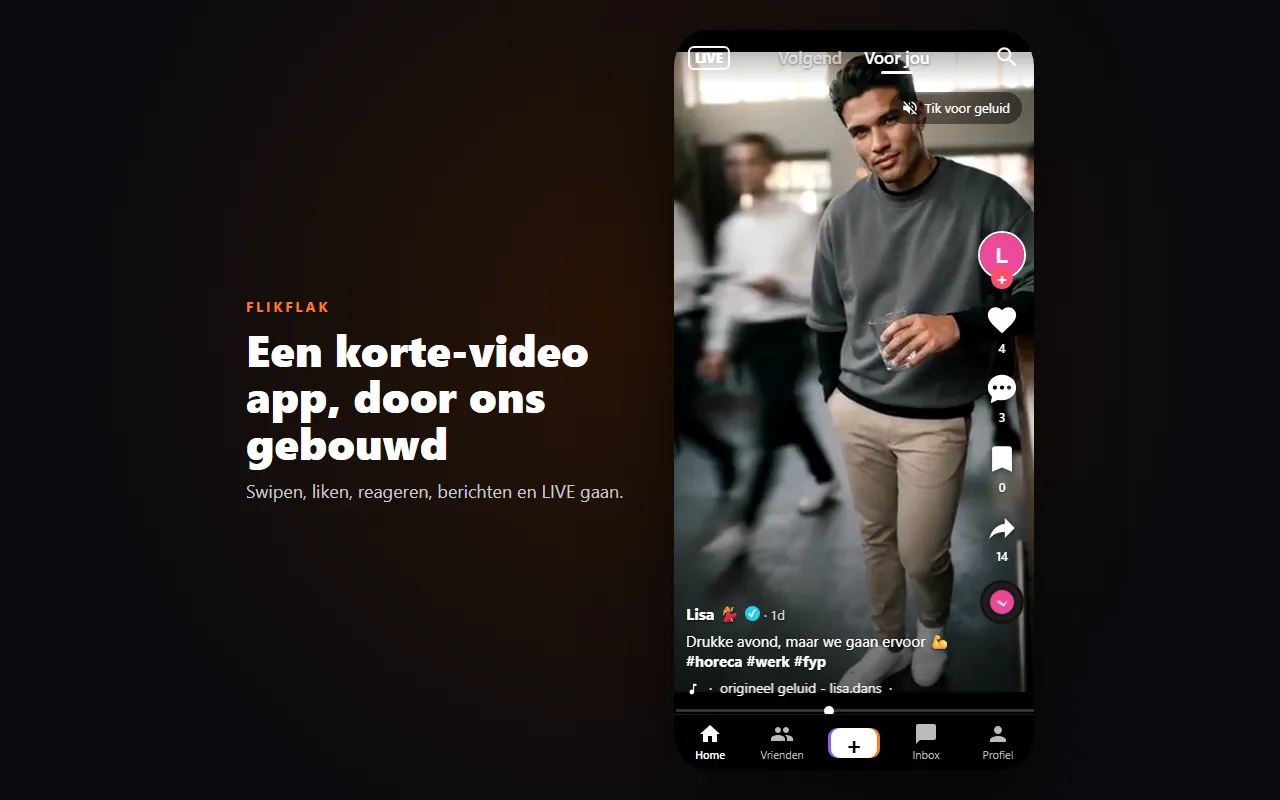 FLIKFLAK
Een korte-video
app, door ons
gebouwd
Swipen, liken, reageren, berichten en LIVE gaan.
LIVE
Volgend
Voor jou
Tik voor geluid
L
+
4
3
0
14
Lisa 💃 · 1d
Drukke avond, maar we gaan ervoor 💪
#horeca #werk #fyp
· origineel geluid - lisa.dans ·
Home
Vrienden
+
Inbox
Profiel